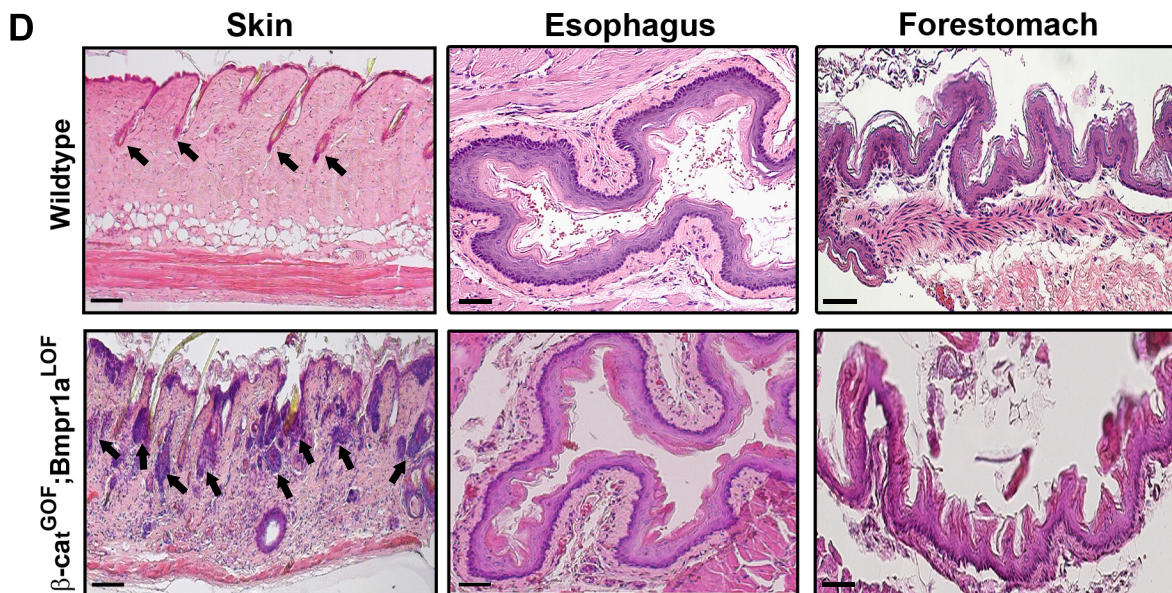 D
Skin
Esophagus
Forestomach
Wildtype
β-cat^GOF;Bmpr1a^LOF